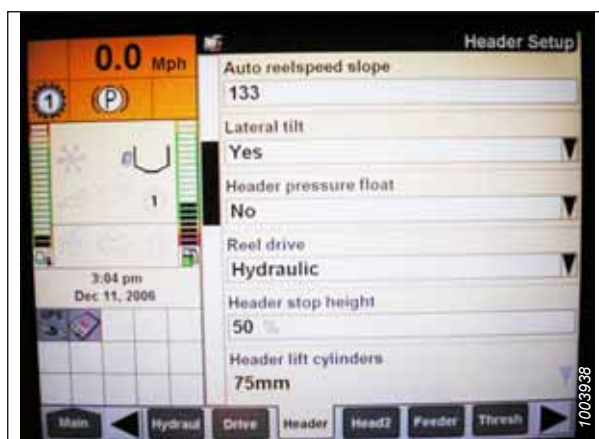 Header Setup
0.0 Mph
1
(P)
1
3:04 pm
Dec 11, 2006
Auto reelspeed slope
133
Lateral tilt
Yes
Header pressure float
No
Reel drive
Hydraulic
Header stop height
50 %
Header lift cylinders
75mm
Main
Hydraul
Drive
Header
Head2
Feeder
Thresh
1003938